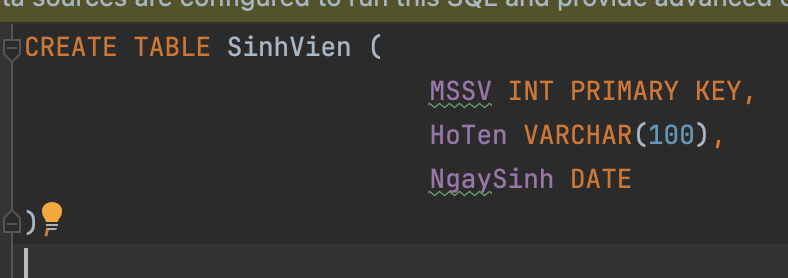 ta sources are configured to run this SQL and provide advanced
CREATE TABLE SinhVien (
MSSV INT PRIMARY KEY,
HoTen VARCHAR(100),
NgaySinh DATE
);